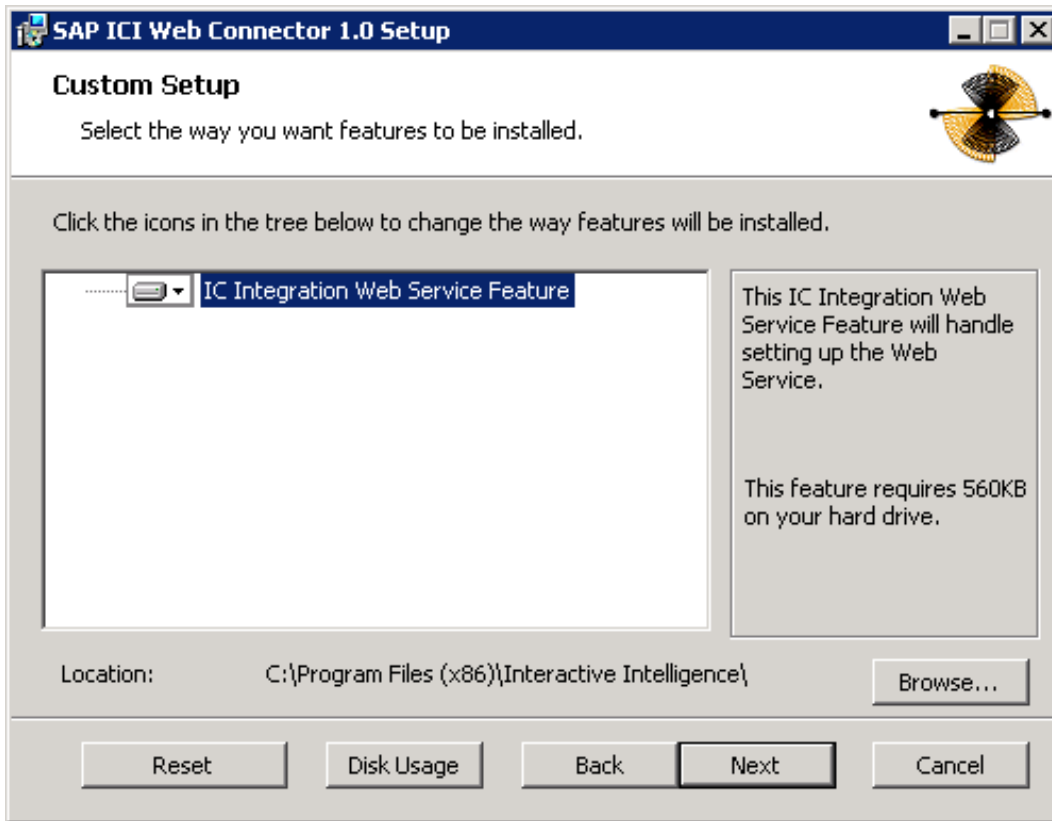 SAP ICI Web Connector 1.0 Setup
Custom Setup
Select the way you want features to be installed.
Click the icons in the tree below to change the way features will be installed.
IC Integration Web Service Feature
This IC Integration Web
Service Feature will handle
setting up the Web
Service.
This feature requires 560KB
on your hard drive.
Location: C:\Program Files (x86)\Interactive Intelligence\
Browse...
Reset Disk Usage Back Next Cancel